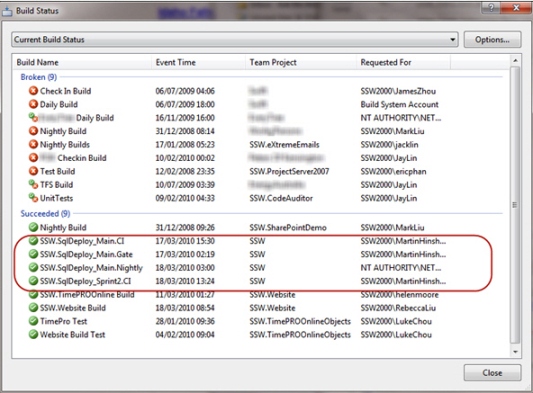 Build Status
Current Build Status
Options...
Build Name Event Time Team Project Requested For
Broken (9)
Check In Build 06/07/2009 04:06 SSW2000\JamesZhou
Daily Build 06/07/2009 18:00 Build System Account
Daily Build 16/11/2009 16:00 NT AUTHORITY\NET...
Nightly Build 31/12/2008 08:14 SSW2000\MarkLiu
Nightly Builds 17/01/2008 05:23 SSW.eXtremeEmails SSW2000\jacklin
Checkin Build 10/02/2010 00:02 SSW2000\JayLin
Test Build 12/02/2008 23:35 SSW.ProjectServer2007 SSW2000\ericphan
TFS Build 10/07/2009 03:39 SSW2000\JayLin
UnitTests 09/02/2010 04:33 SSW.CodeAuditor SSW2000\JayLin
Succeeded (9)
Nightly Build 31/12/2008 09:26 SSW.SharePointDemo SSW2000\MarkLiu
SSW.SqlDeploy_Main.CI 17/03/2010 15:30 SSW SSW2000\MartinHinsh...
SSW.SqlDeploy_Main.Gate 17/03/2010 02:19 SSW SSW2000\MartinHinsh...
SSW.SqlDeploy_Main.Nightly 18/03/2010 03:00 SSW NT AUTHORITY\NET...
SSW.SqlDeploy_Sprint2.CI 18/03/2010 13:24 SSW SSW2000\MartinHinsh...
SSW.TimePROOnline Build 11/03/2010 01:27 SSW.Website SSW2000\helenmoore
SSW.Website Build 18/03/2010 08:54 SSW.Website SSW2000\RebeccaLiu
TimePro Test 28/01/2010 09:36 SSW.TimePROOnlineObjects SSW2000\LukeChou
Website Build Test 04/02/2010 09:04 SSW.TimePROOnlineObjects SSW2000\LukeChou
Close